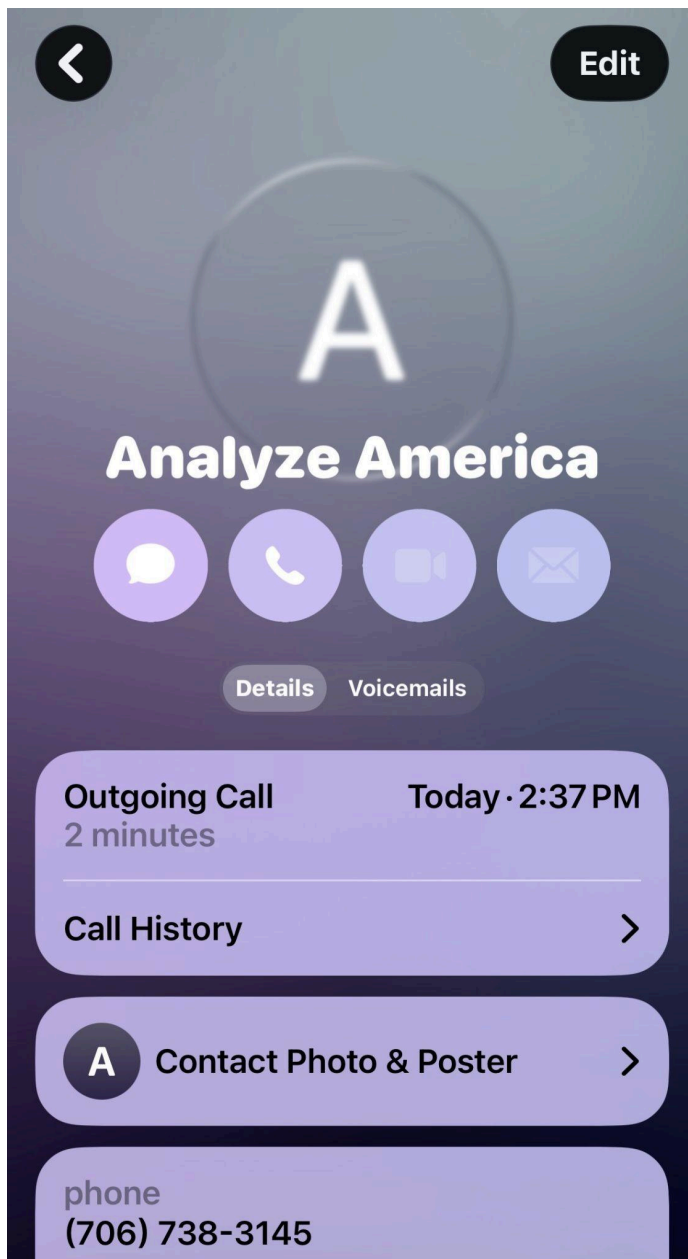 Edit
A
Analyze America
Details Voicemails
Outgoing Call Today · 2:37 PM
2 minutes
Call History
A Contact Photo & Poster
phone
(706) 738-3145